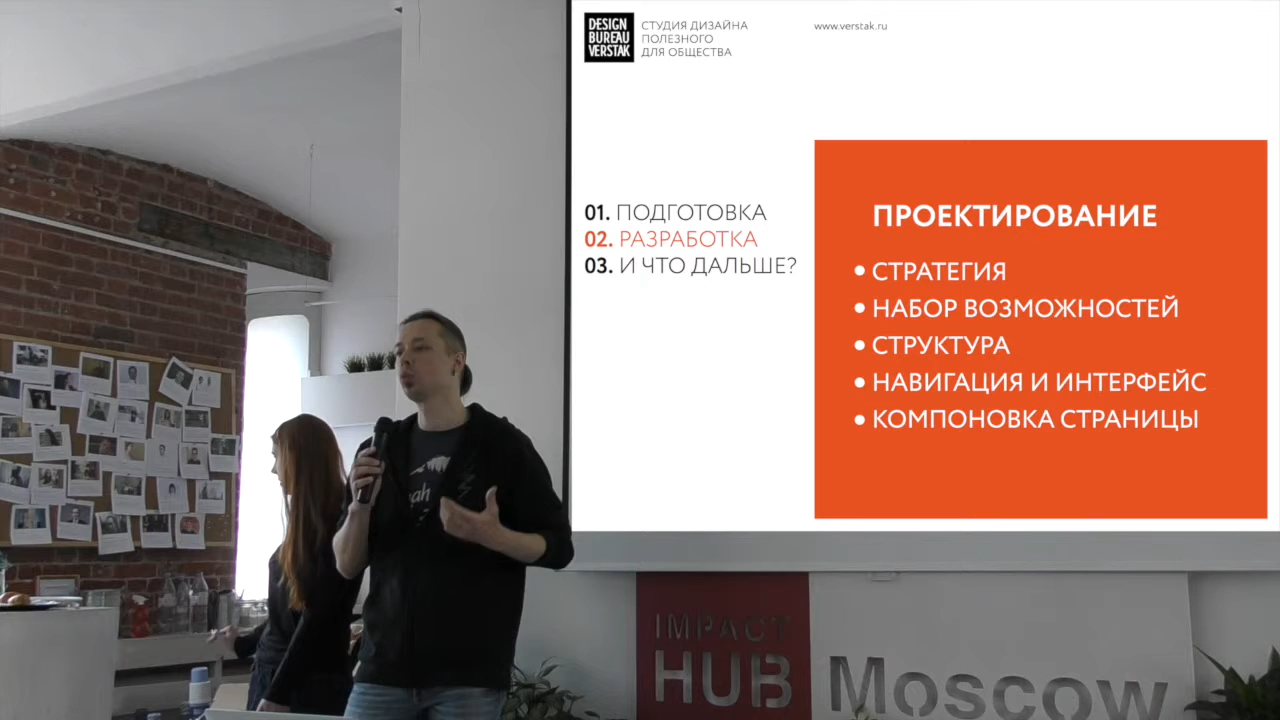 DESIGN
BUREAU
VERSTAK
СТУДИЯ ДИЗАЙНА
ПОЛЕЗНОГО
ДЛЯ ОБЩЕСТВА
www.verstak.ru
01. ПОДГОТОВКА
02. РАЗРАБОТКА
03. И ЧТО ДАЛЬШЕ?
ПРОЕКТИРОВАНИЕ
• СТРАТЕГИЯ
• НАБОР ВОЗМОЖНОСТЕЙ
• СТРУКТУРА
• НАВИГАЦИЯ И ИНТЕРФЕЙС
• КОМПОНОВКА СТРАНИЦЫ
IMPACT
HUB Moscow